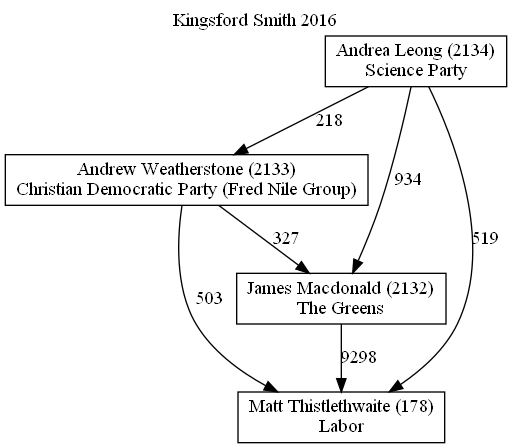 Kingsford Smith 2016
Andrea Leong (2134)
Science Party
218
Andrew Weatherstone (2133)
Christian Democratic Party (Fred Nile Group)
934
519
327
503
James Macdonald (2132)
The Greens
9298
Matt Thistlethwaite (178)
Labor